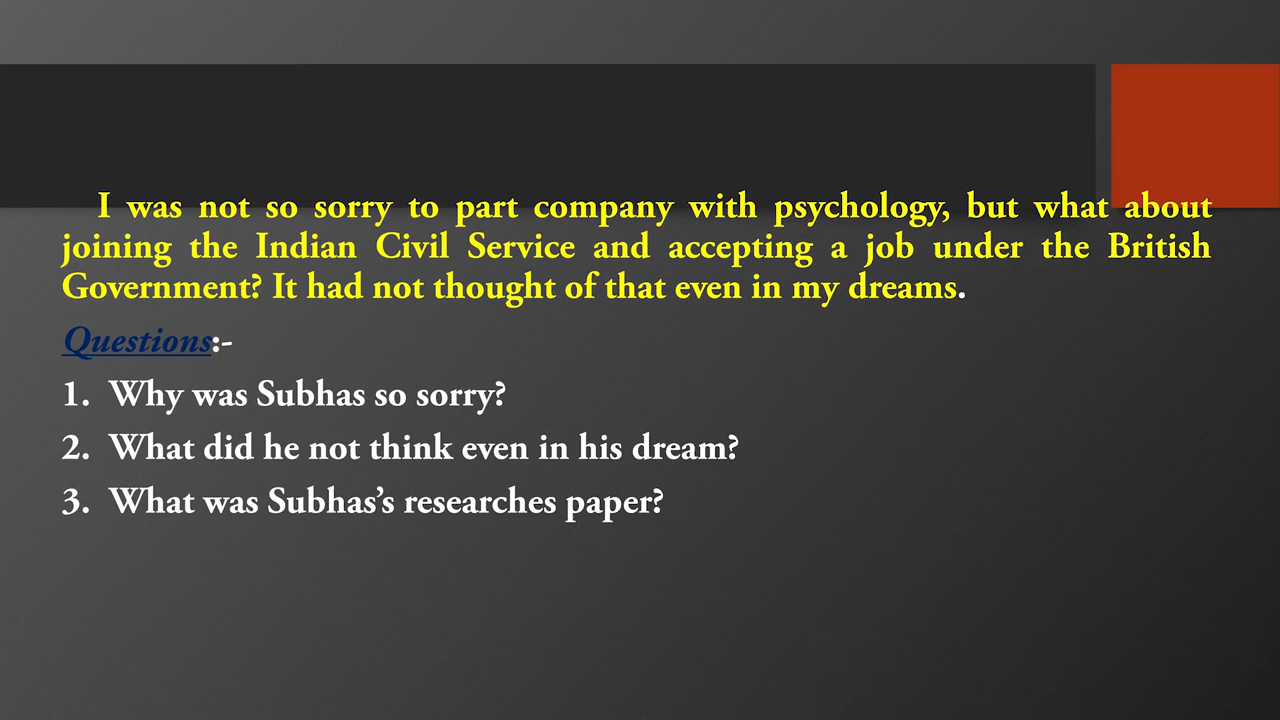 I was not so sorry to part company with psychology, but what about
joining the Indian Civil Service and accepting a job under the British
Government? It had not thought of that even in my dreams.
Questions:-
1. Why was Subhas so sorry?
2. What did he not think even in his dream?
3. What was Subhas’s researches paper?